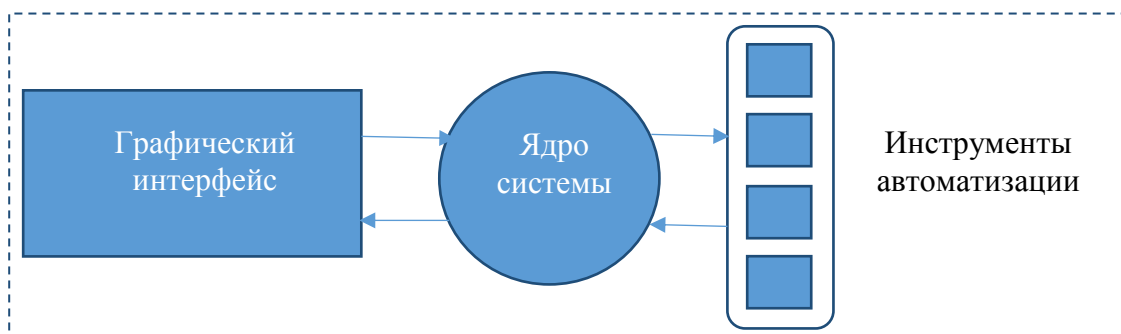 Графический
интерфейс
Ядро
системы
Инструменты
автоматизации